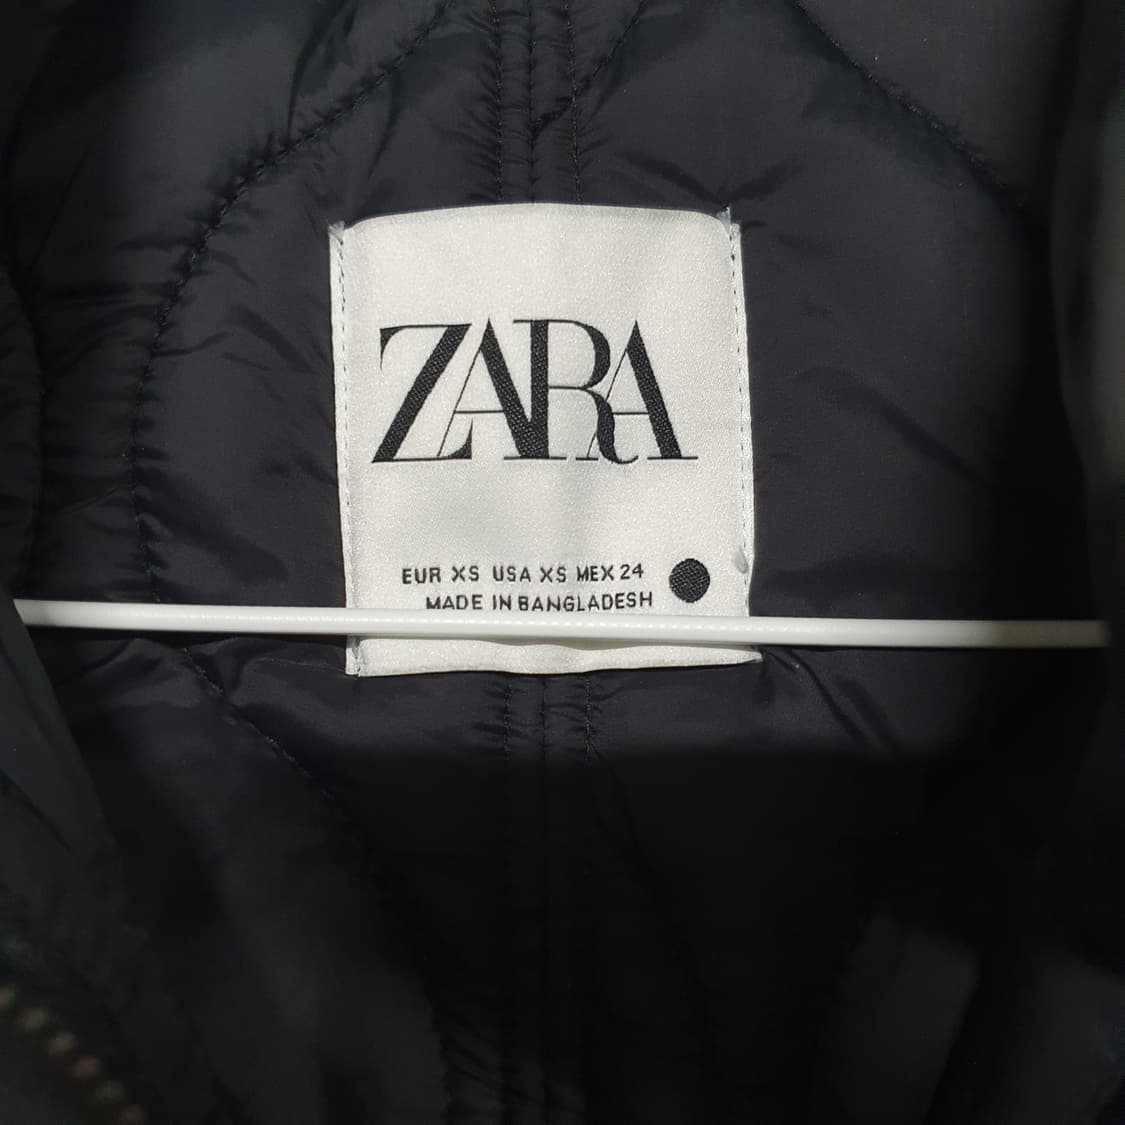 ZARA
EUR XS USA XS MEX 24
MADE IN BANGLADESH